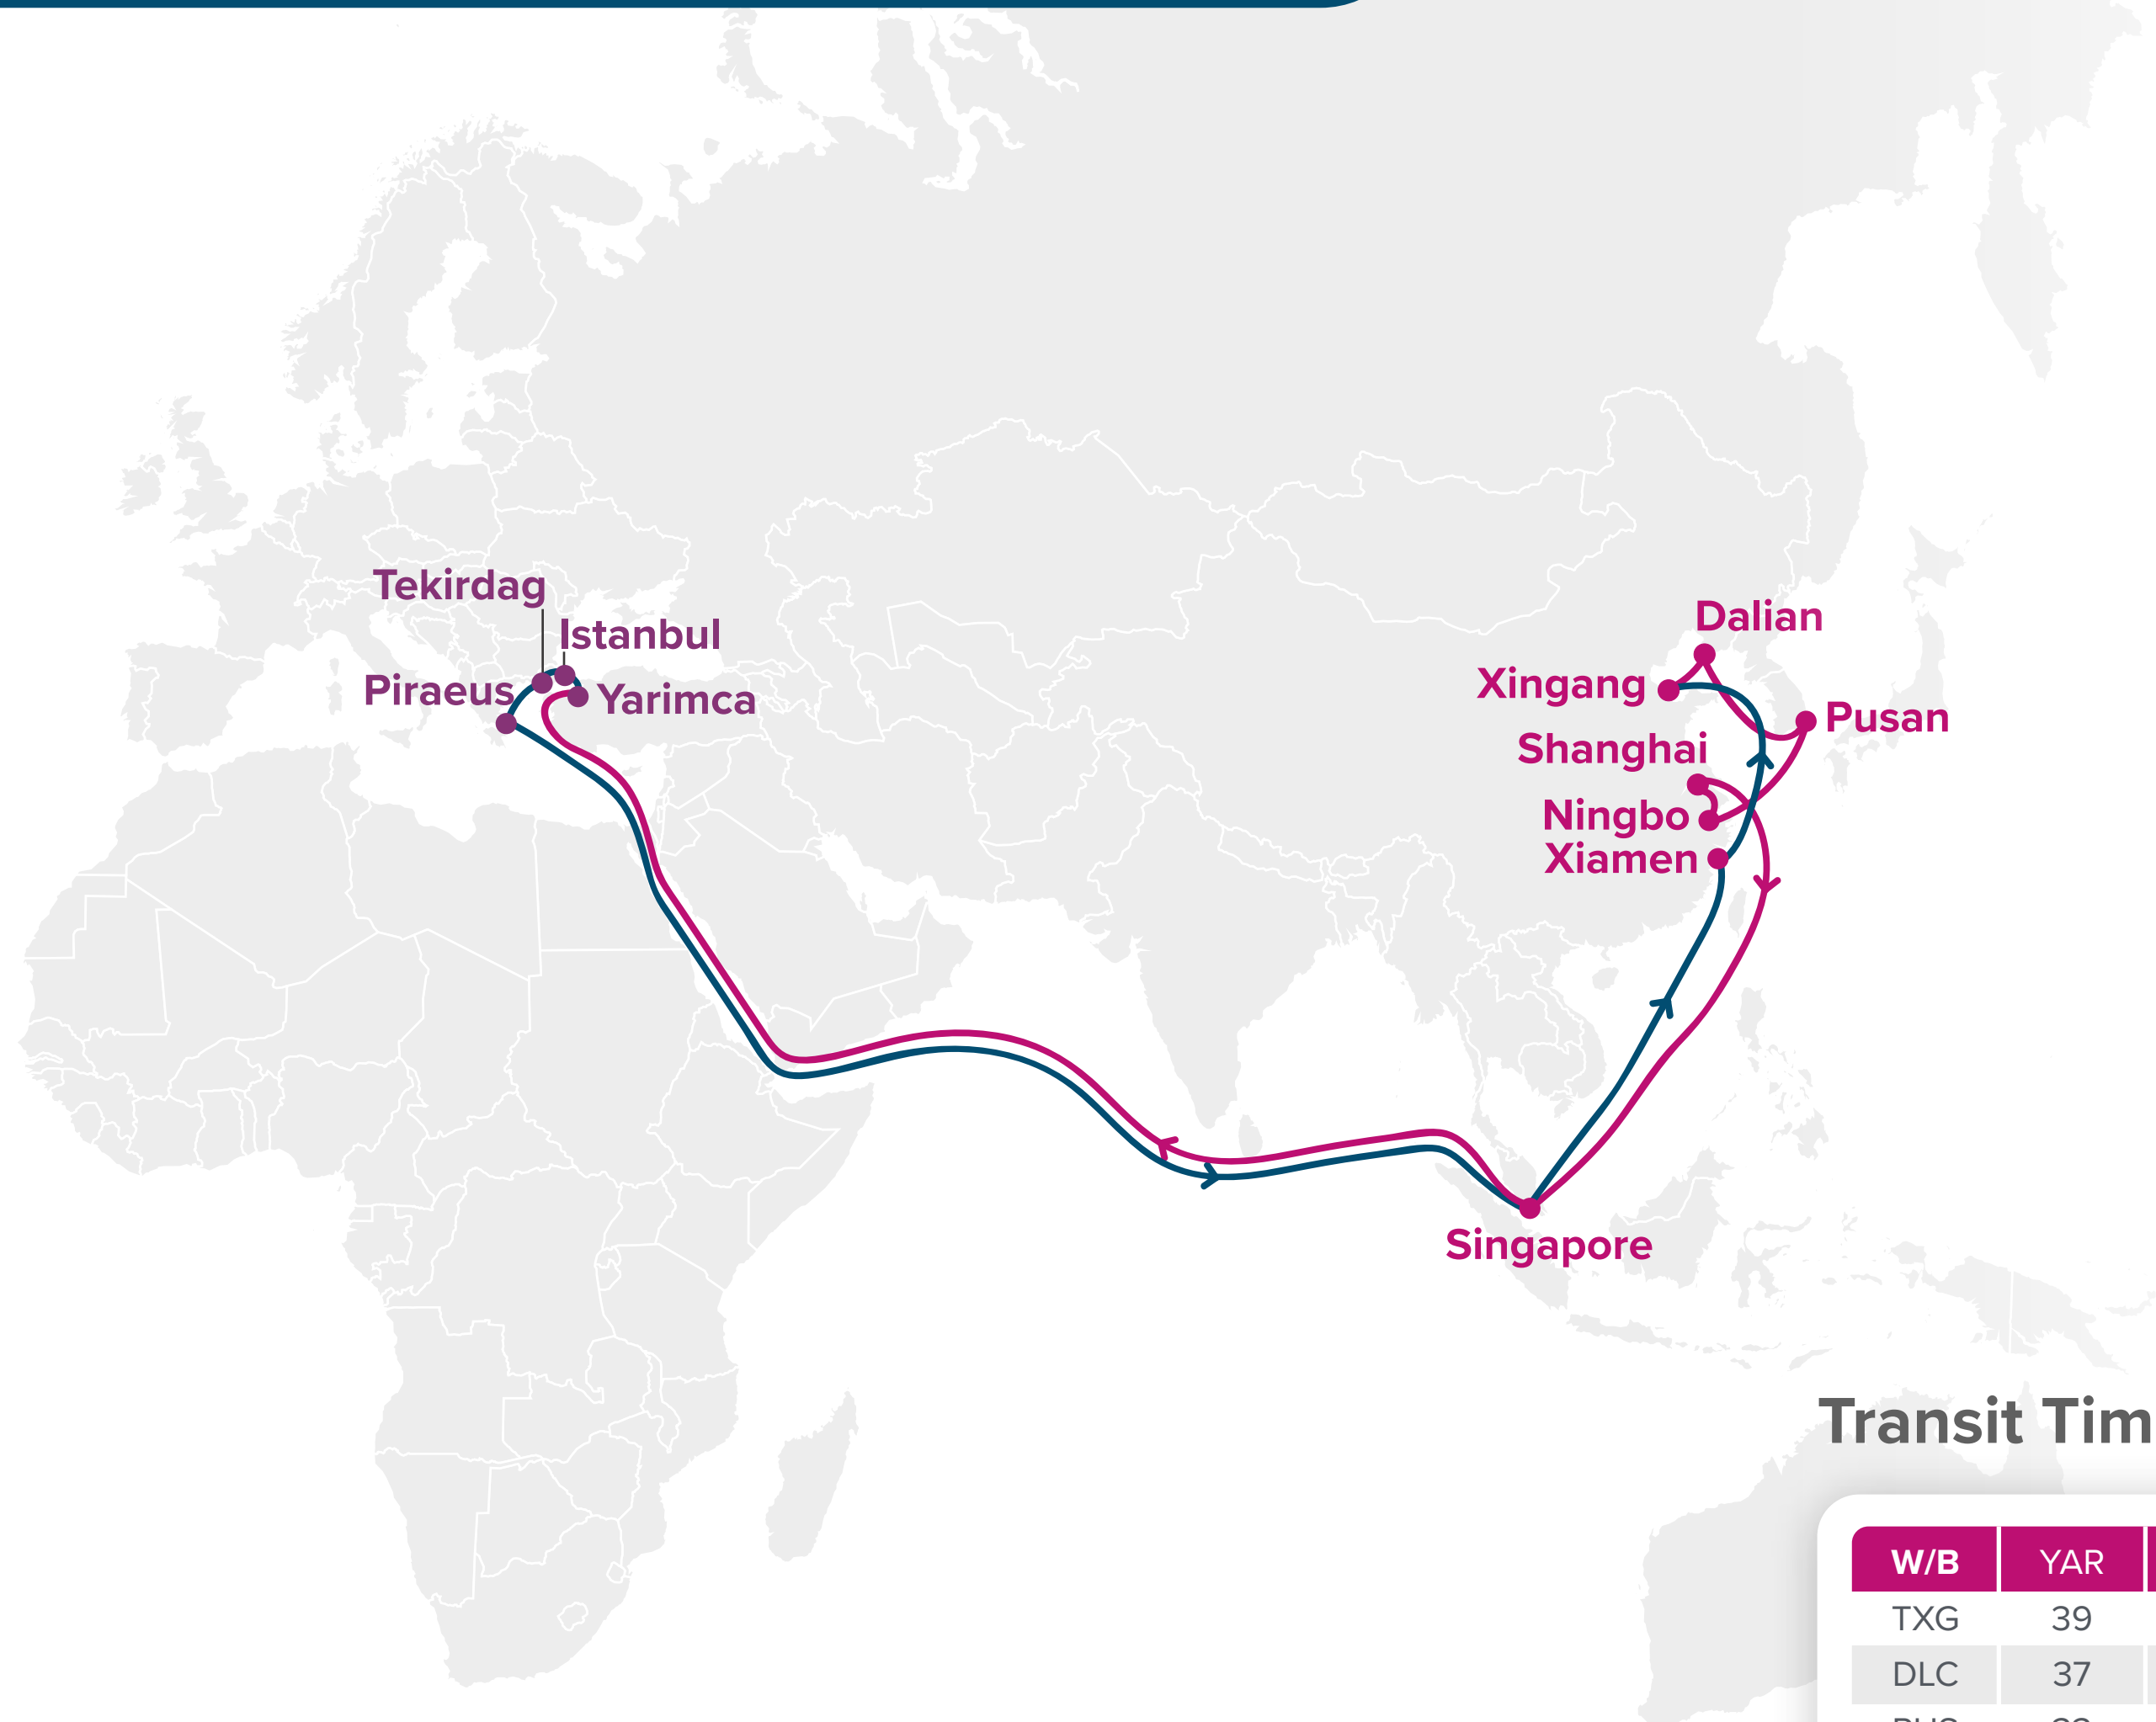 Tekirdag
Istanbul
Piraeus
Yarimca
Dalian
Xingang
Pusan
Shanghai
Ningbo
Xiamen
Singapore
Transit Tim
W/B YAR
TXG 39
DLC 37